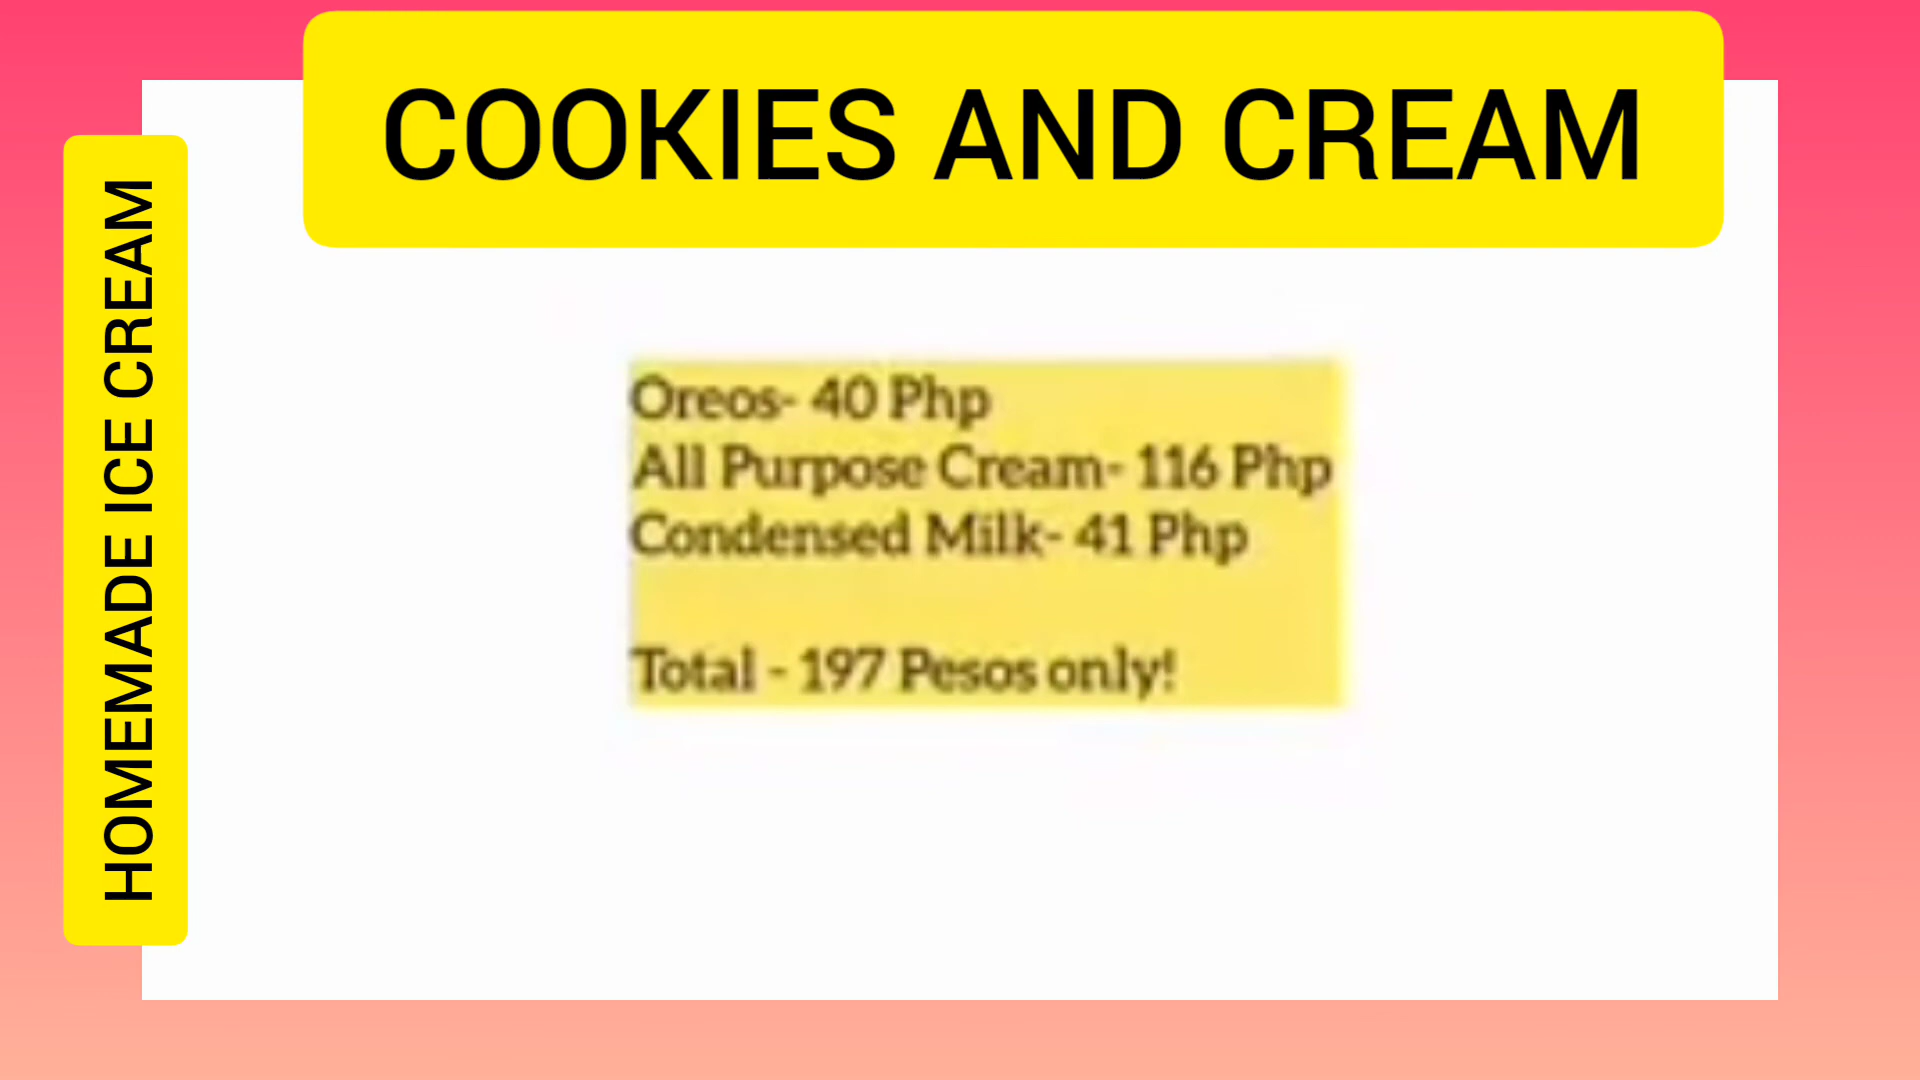 COOKIES AND CREAM
HOMEMADE ICE CREAM
Oreos- 40 Php
All Purpose Cream- 116 Php
Condensed Milk- 41 Php
Total - 197 Pesos only!